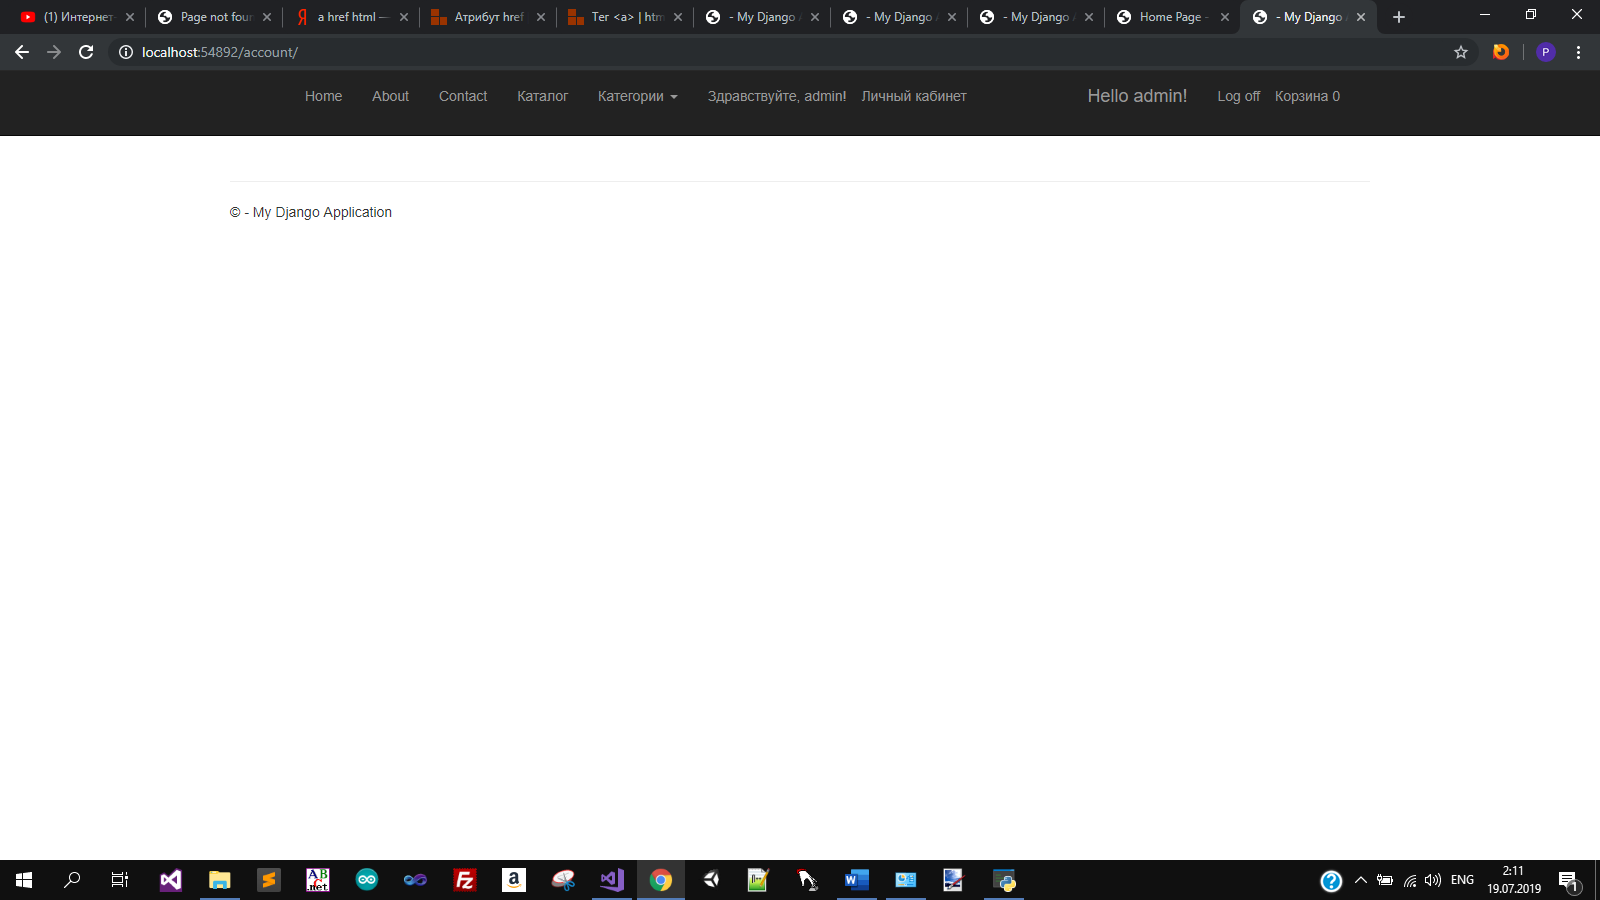 (1) Интернет-
Page not four
a href html —
Атрибут href
Тег <a> | htm
- My Django A
- My Django A
- My Django A
Home Page -
- My Django A
localhost:54892/account/
P
Home About Contact Каталог Категории Здравствуйте, admin! Личный кабинет Hello admin! Log off Корзина 0
© - My Django Application
ENG
2:11
19.07.2019
1